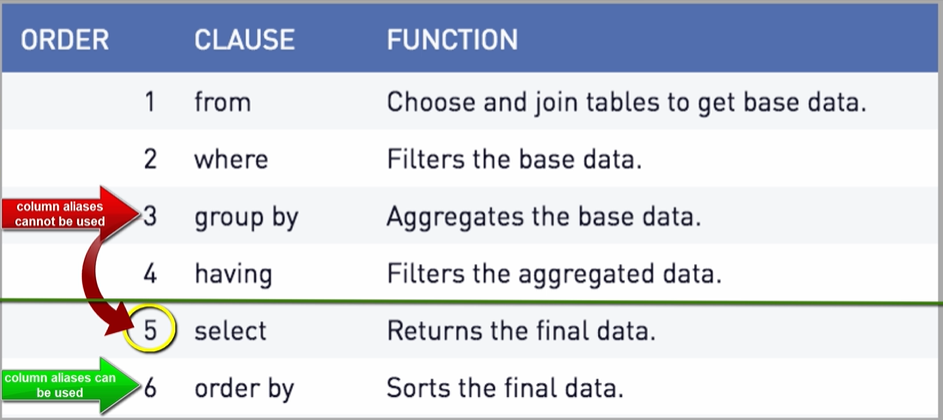 ORDER CLAUSE FUNCTION
1 from Choose and join tables to get base data.
2 where Filters the base data.
column aliases
cannot be used
3 group by Aggregates the base data.
4 having Filters the aggregated data.
5 select Returns the final data.
column aliases can
be used
6 order by Sorts the final data.